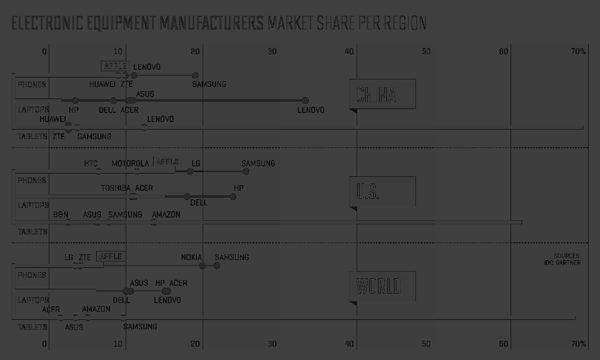 ELECTRONIC EQUIPMENT MANUFACTURERS MARKET SHARE PER REGION
0 10 20 30 40 50 60 70%
APPLE LENOVO
PHONES HUAWEI ZTE SAMSUNG
ASUS
LAPTOPS HP DELL ACER LENOVO
CHINA
HUAWEI LENOVO
TABLETS ZTE SAMSUNG
HTC MOTOROLA APPLE LG SAMSUNG
PHONES
TOSHIBA ACER HP
LAPTOPS DELL
U.S.
B&N ASUS SAMSUNG AMAZON
TABLETS
LG ZTE APPLE NOKIA SAMSUNG
SOURCES:
IDC, GARTNER
PHONES
ASUS HP ACER
LAPTOPS DELL LENOVO
WORLD
ACER AMAZON
TABLETS ASUS SAMSUNG
0 10 20 30 40 50 60 70%